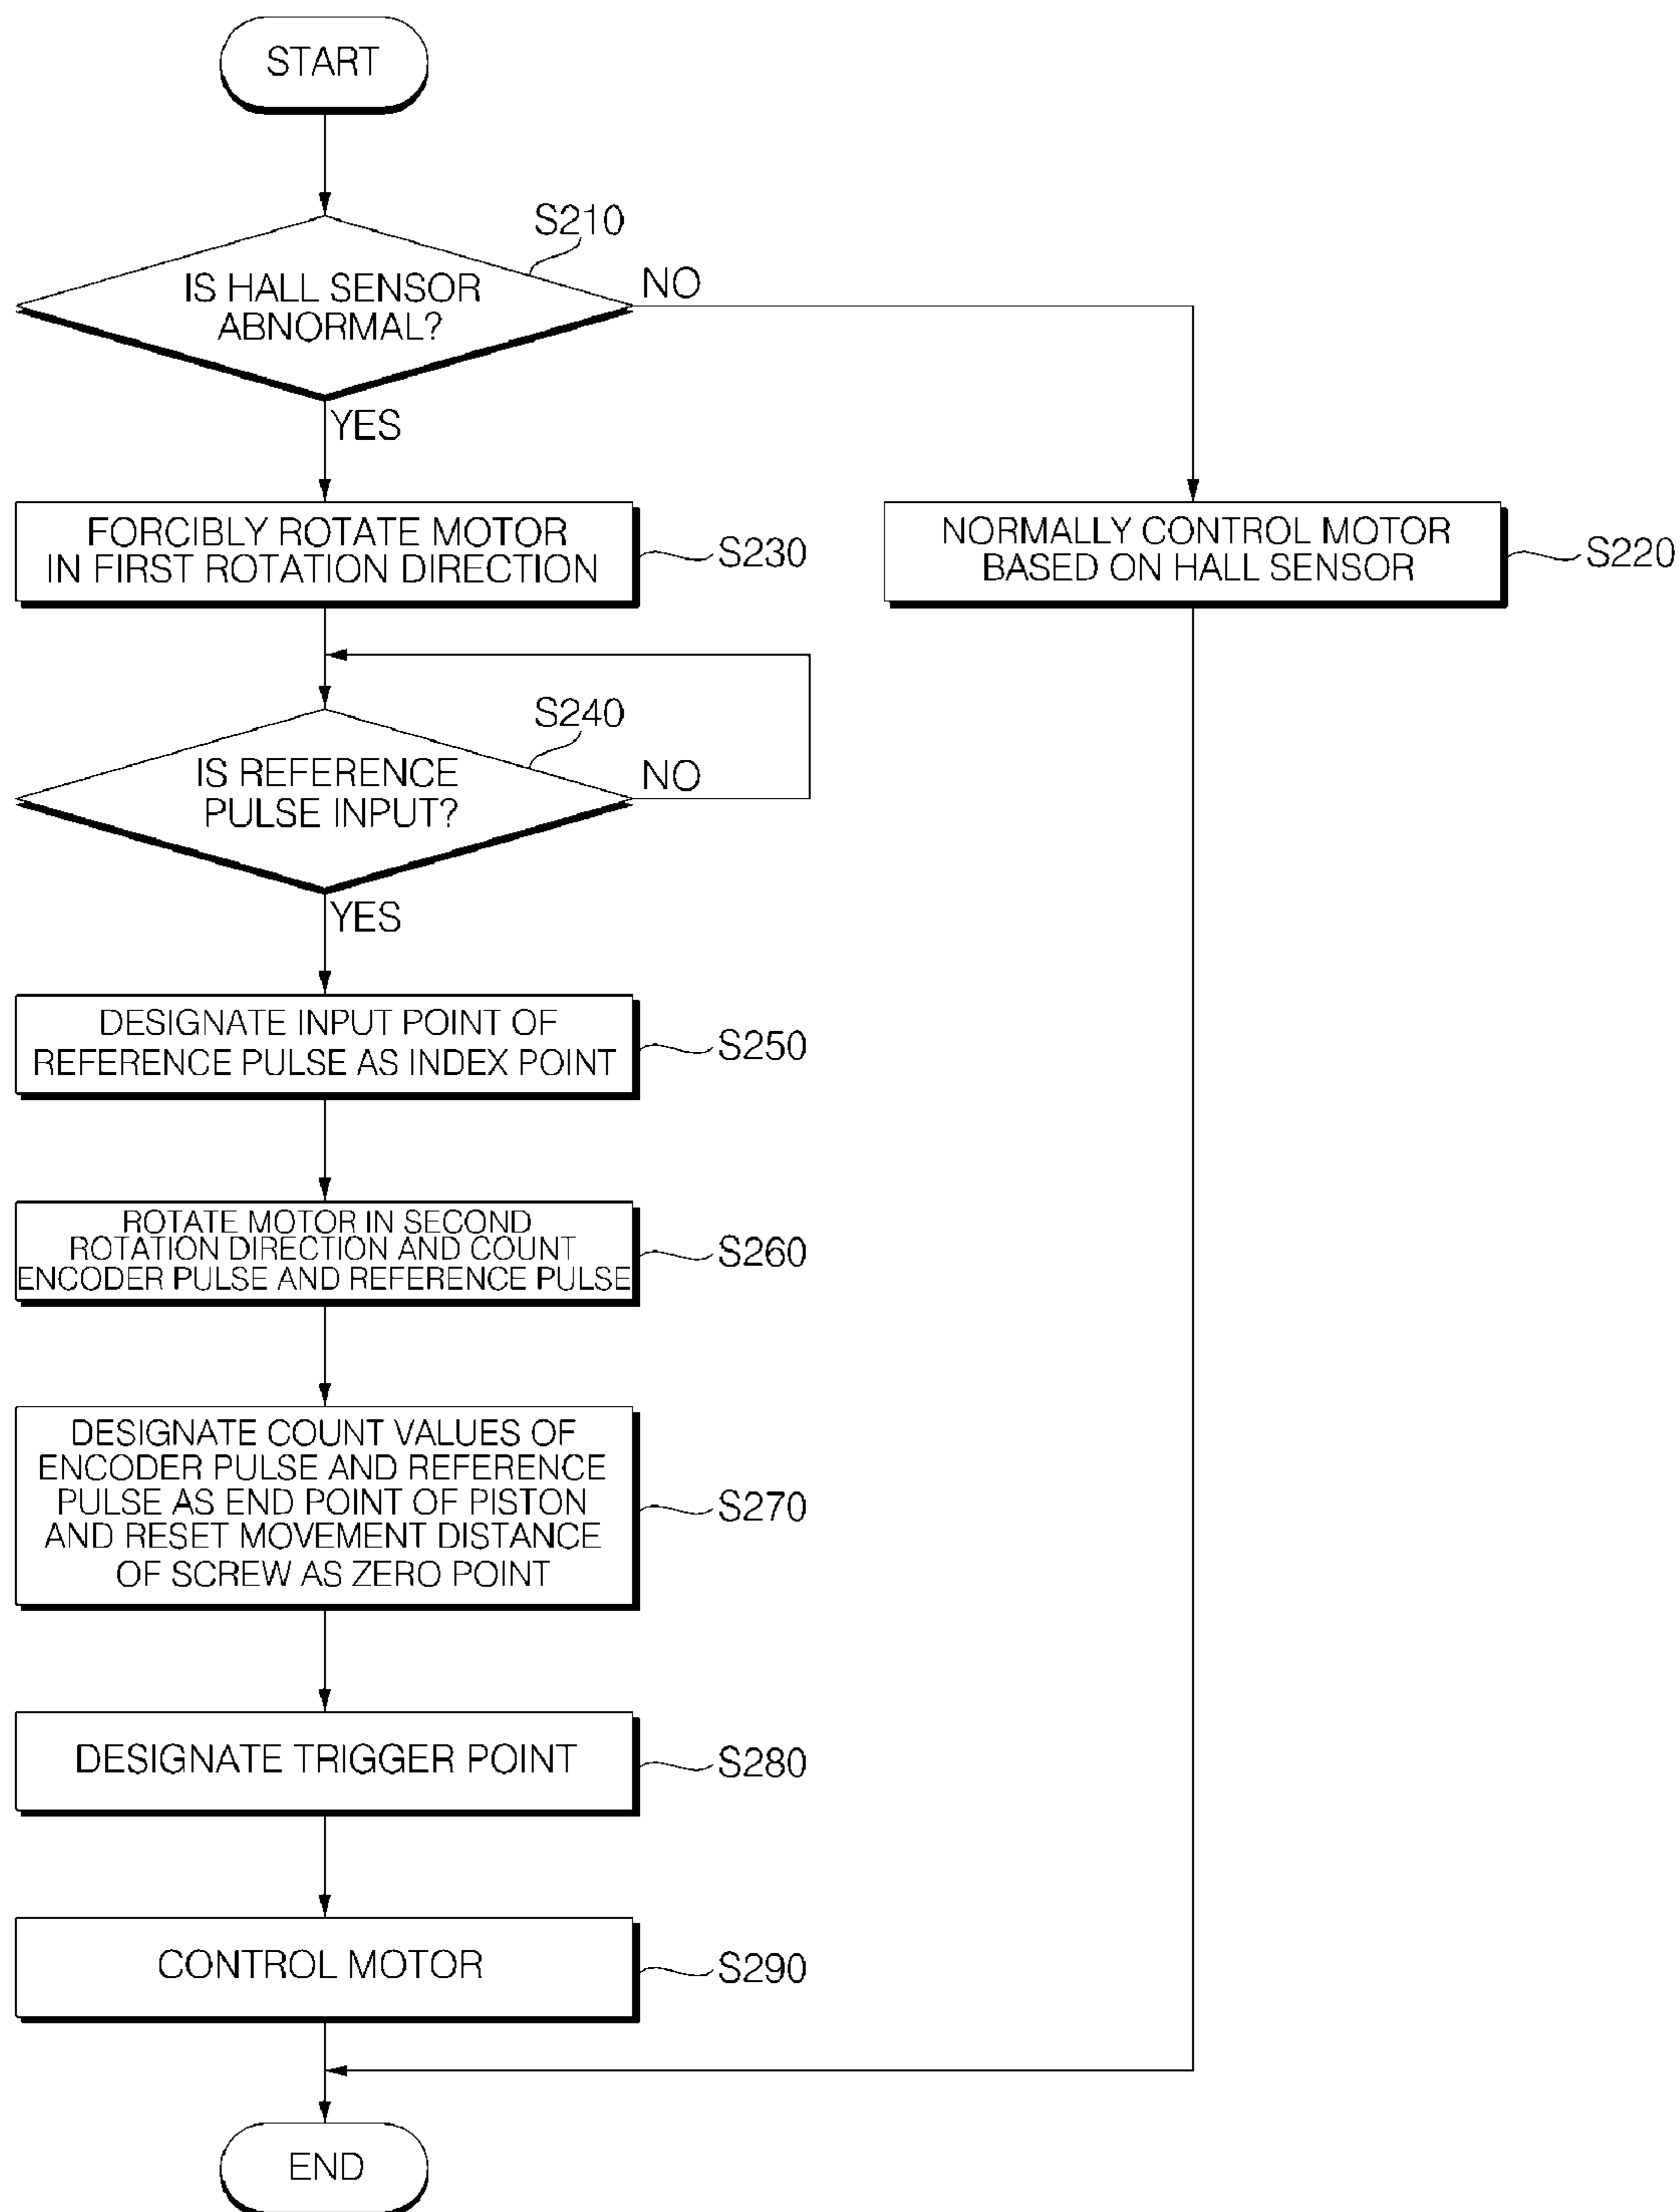 START
S210
IS HALL SENSOR
ABNORMAL?
NO
YES
FORCIBLY ROTATE MOTOR
IN FIRST ROTATION DIRECTION
S230
NORMALLY CONTROL MOTOR
BASED ON HALL SENSOR
S220
S240
IS REFERENCE
PULSE INPUT?
NO
YES
DESIGNATE INPUT POINT OF
REFERENCE PULSE AS INDEX POINT
S250
ROTATE MOTOR IN SECOND
ROTATION DIRECTION AND COUNT
ENCODER PULSE AND REFERENCE PULSE
S260
DESIGNATE COUNT VALUES OF
ENCODER PULSE AND REFERENCE
PULSE AS END POINT OF PISTON
AND RESET MOVEMENT DISTANCE
OF SCREW AS ZERO POINT
S270
DESIGNATE TRIGGER POINT
S280
CONTROL MOTOR
S290
END